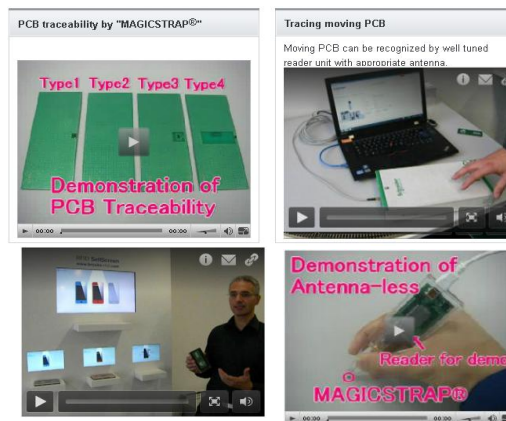 PCB traceability by "MAGICSTRAP®"
Type1 Type2 Type3 Type4
Demonstration of
PCB Traceability
00:00
00:00
Tracing moving PCB
Moving PCB can be recognized by well tuned
reader unit with appropriate antenna.
Demonstration of
Antenna-less
Reader for demo
MAGICSTRAP®
00:00
00:00